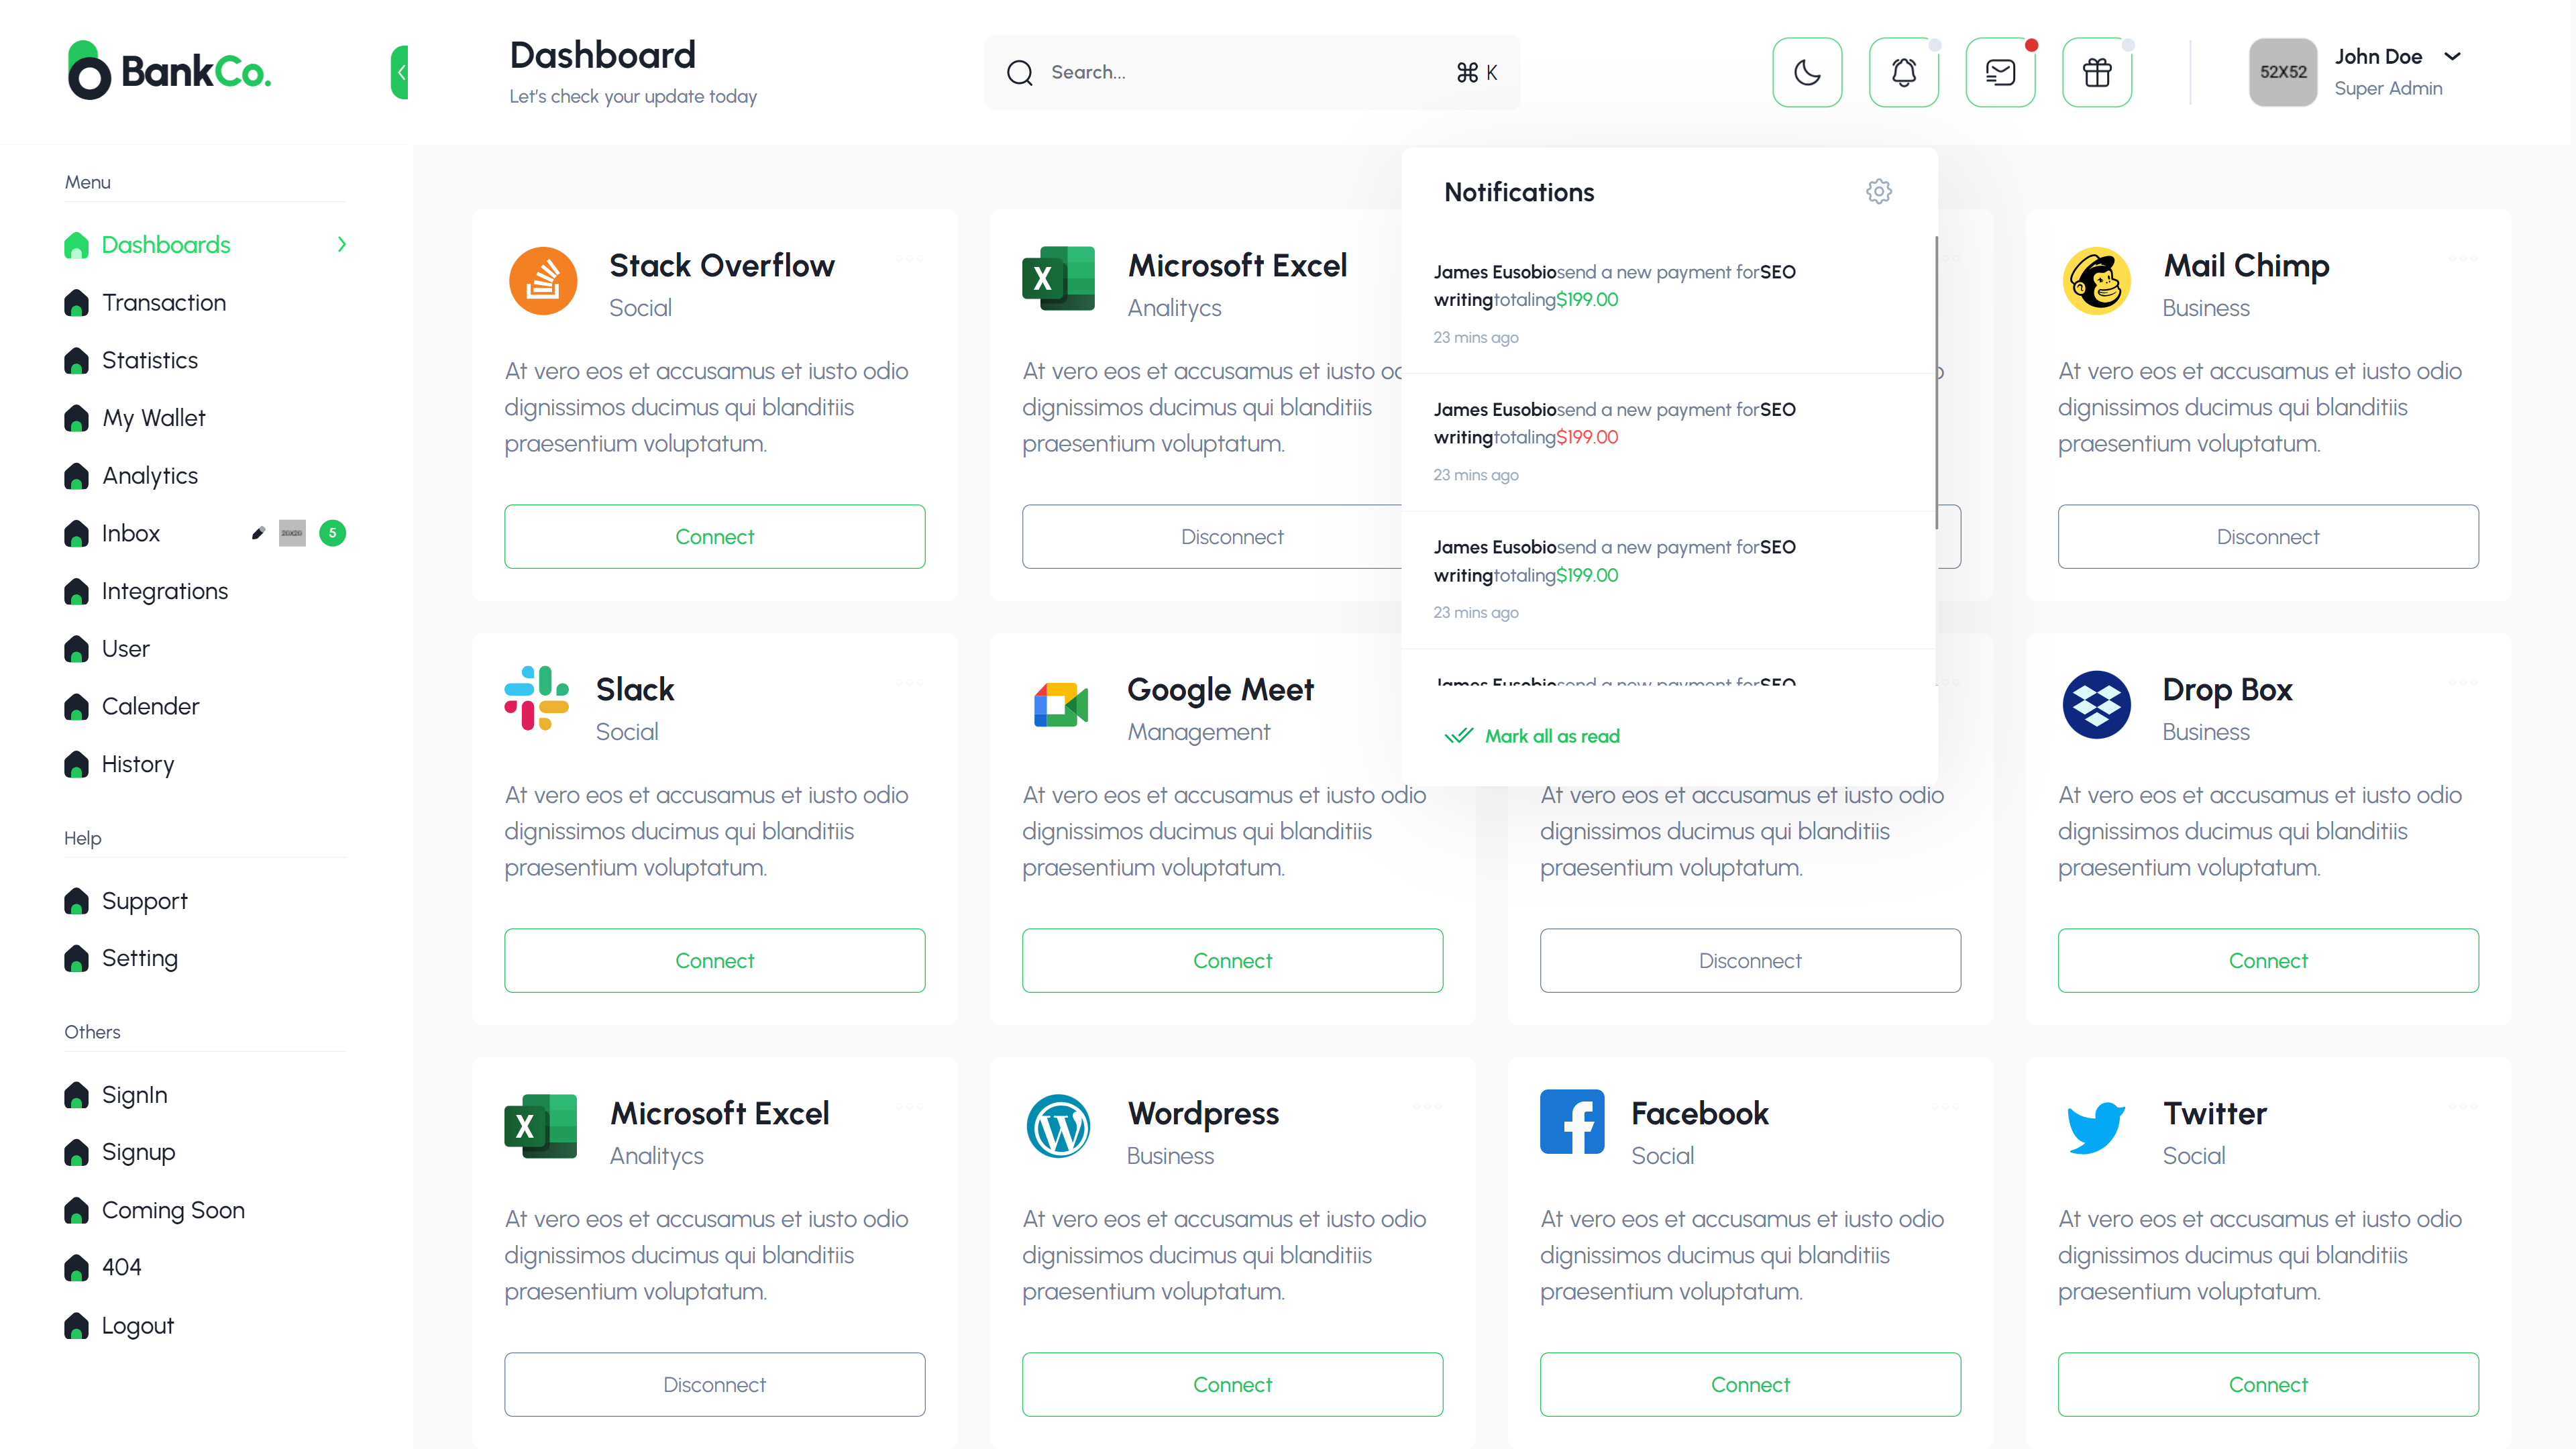 BankCo.
Dashboard
Let's check your update today
Search...
⌘ K
52X52
John Doe
Super Admin
Menu
Dashboards
Transaction
Statistics
My Wallet
Analytics
Inbox
5
Integrations
User
Calender
History
Help
Support
Setting
Others
SignIn
Signup
Coming Soon
404
Logout
Notifications
James Eusobiosend a new payment forSEO
writingtotaling$199.00
23 mins ago
James Eusobiosend a new payment forSEO
writingtotaling$199.00
23 mins ago
James Eusobiosend a new payment forSEO
writingtotaling$199.00
23 mins ago
James Eusobiosend a new payment forSEO
Mark all as read
Stack Overflow
Social
At vero eos et accusamus et iusto odio
dignissimos ducimus qui blanditiis
praesentium voluptatum.
Connect
Microsoft Excel
Analitycs
At vero eos et accusamus et iusto
dignissimos ducimus qui blanditiis
praesentium voluptatum.
Disconnect
Mail Chimp
Business
At vero eos et accusamus et iusto odio
dignissimos ducimus qui blanditiis
praesentium voluptatum.
Disconnect
Slack
Social
At vero eos et accusamus et iusto odio
dignissimos ducimus qui blanditiis
praesentium voluptatum.
Connect
Google Meet
Management
At vero eos et accusamus et iusto odio
dignissimos ducimus qui blanditiis
praesentium voluptatum.
Connect
At vero eos et accusamus et iusto odio
dignissimos ducimus qui blanditiis
praesentium voluptatum.
Disconnect
Drop Box
Business
At vero eos et accusamus et iusto odio
dignissimos ducimus qui blanditiis
praesentium voluptatum.
Connect
Microsoft Excel
Analitycs
At vero eos et accusamus et iusto odio
dignissimos ducimus qui blanditiis
praesentium voluptatum.
Disconnect
Wordpress
Business
At vero eos et accusamus et iusto odio
dignissimos ducimus qui blanditiis
praesentium voluptatum.
Connect
Facebook
Social
At vero eos et accusamus et iusto odio
dignissimos ducimus qui blanditiis
praesentium voluptatum.
Connect
Twitter
Social
At vero eos et accusamus et iusto odio
dignissimos ducimus qui blanditiis
praesentium voluptatum.
Connect